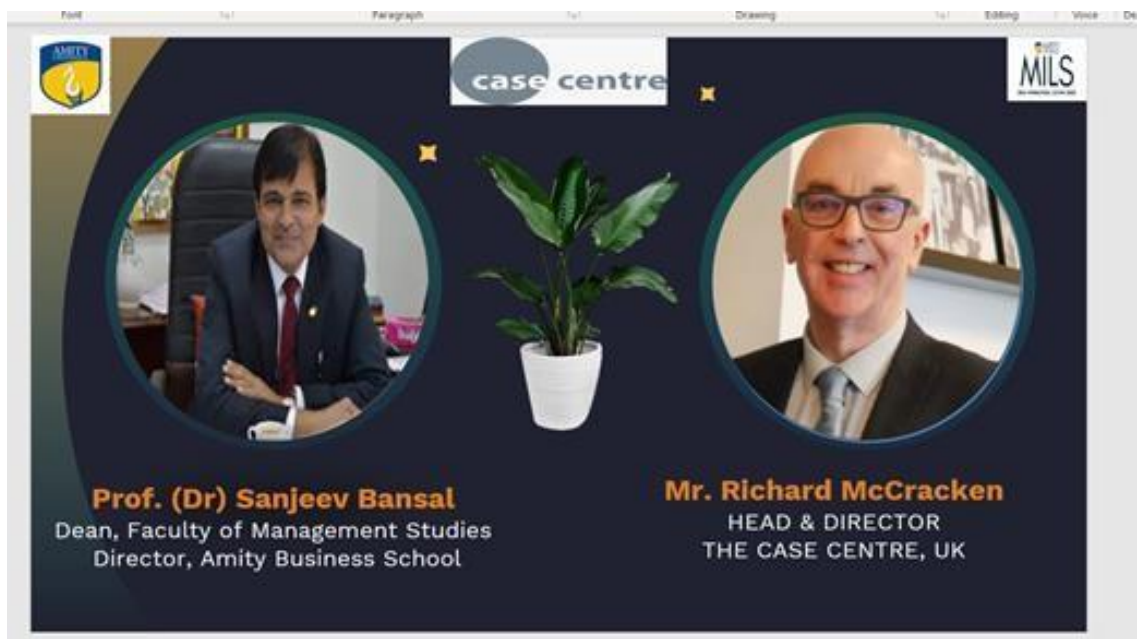 Font
Paragraph
Drawing
Editing
Voice
AMITY
case centre
MILS
Prof. (Dr) Sanjeev Bansal
Dean, Faculty of Management Studies
Director, Amity Business School
Mr. Richard McCracken
HEAD & DIRECTOR
THE CASE CENTRE, UK